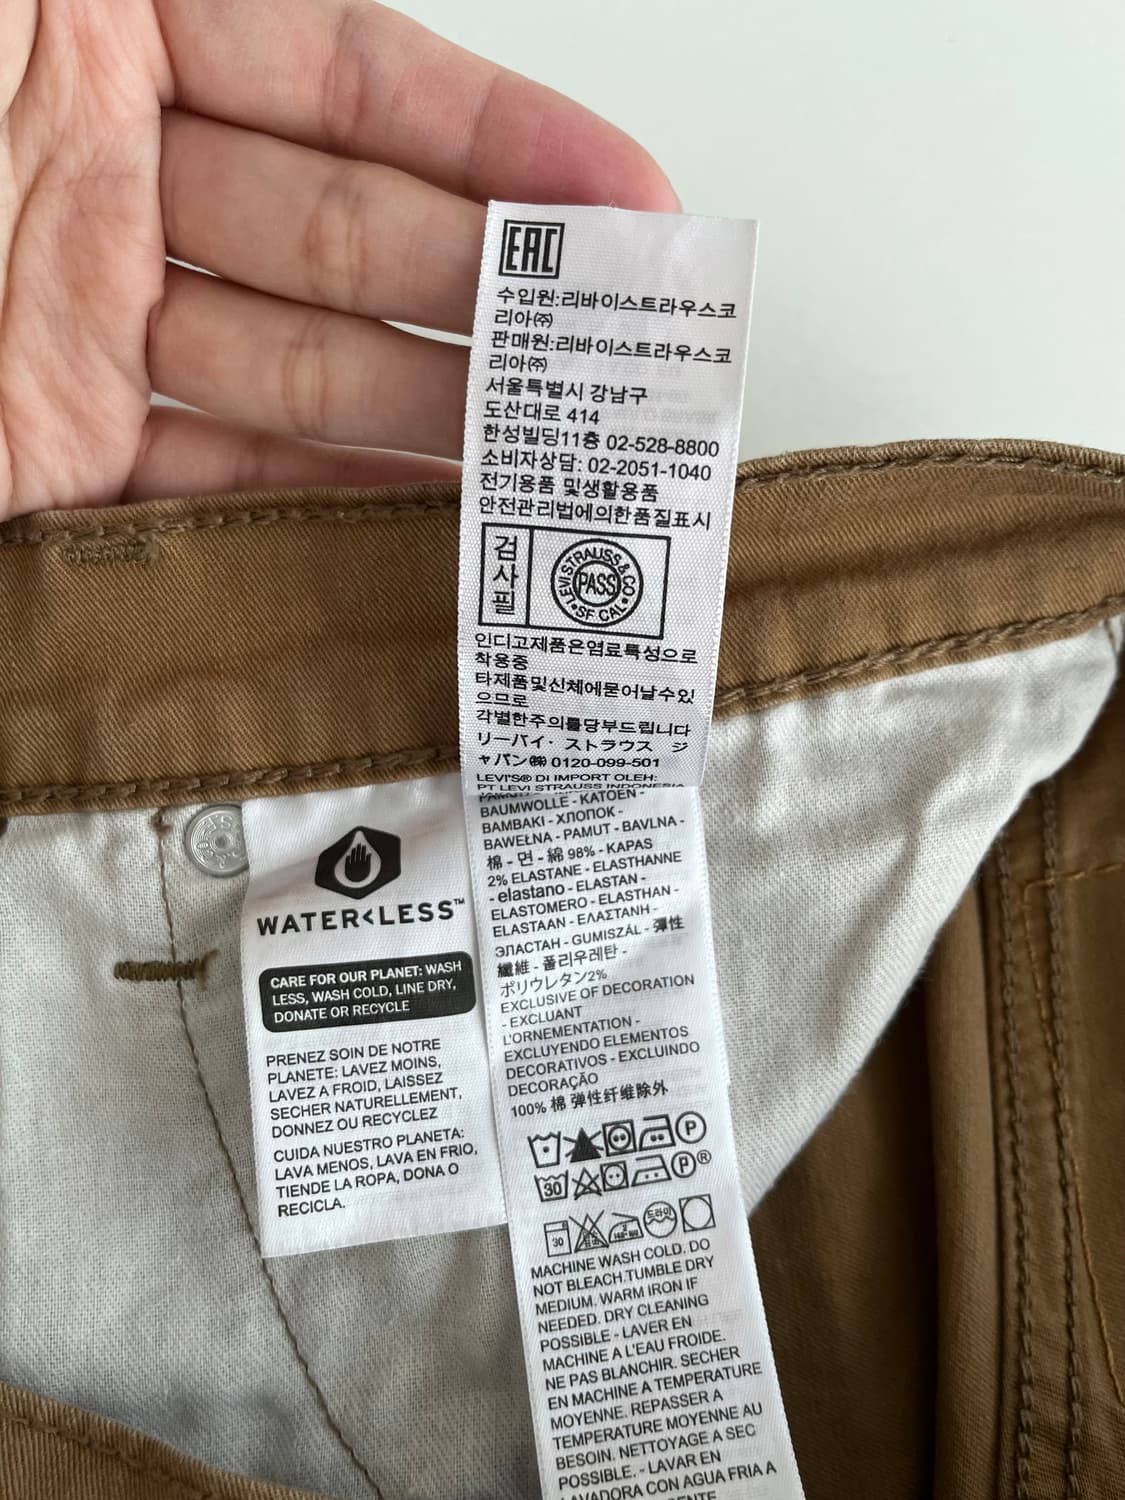 EAC
수입원:리바이스트라우스코
리아㈜
판매원:리바이스트라우스코
리아㈜
서울특별시 강남구
도산대로 414
한성빌딩11층 02-528-8800
소비자상담: 02-2051-1040
전기용품 및생활용품
안전관리법에의한품질표시
검사필
LEVI STRAUSS & CO
PASS
SF CAL
인디고제품은염료특성으로
착용중
타제품및신체에묻어날수있
으므로
각별한주의를당부드립니다
リーバイ・ストラウス ジ
ャパン㈱ 0120-099-501
LEVI'S® DI IMPORT OLEH:
PT LEVI STRAUSS INDONESIA
BAUMWOLLE - KATOEN -
BAMBAKI - ХЛОПОК -
BAWEŁNA - PAMUT - BAVLNA -
棉 - 면 - 綿 98% - KAPAS
2% ELASTANE - ELASTHANNE
- elastano - ELASTAN -
ELASTOMERO - ELASTHAN -
ELASTAAN - ΕΛΑΣΤΑΝΗ -
ЭЛАСТАН - GUMISZÁL - 彈性
纖維 - 폴리우레탄 -
ポリウレタン2%
EXCLUSIVE OF DECORATION
- EXCLUANT
L'ORNEMENTATION -
EXCLUYENDO ELEMENTOS
DECORATIVOS - EXCLUINDO
DECORAÇÃO
100% 棉 弹性纤维除外
P
30 P®
30 드라이
MACHINE WASH COLD. DO
NOT BLEACH.TUMBLE DRY
MEDIUM. WARM IRON IF
NEEDED. DRY CLEANING
POSSIBLE - LAVER EN
MACHINE A L'EAU FROIDE.
NE PAS BLANCHIR. SECHER
EN MACHINE A TEMPERATURE
MOYENNE. REPASSER A
TEMPERATURE MOYENNE AU
BESOIN. NETTOYAGE A SEC
POSSIBLE. - LAVAR EN
LAVADORA CON AGUA FRIA A
WATER<LESS™
CARE FOR OUR PLANET: WASH
LESS, WASH COLD, LINE DRY,
DONATE OR RECYCLE
PRENEZ SOIN DE NOTRE
PLANETE: LAVEZ MOINS,
LAVEZ A FROID, LAISSEZ
SECHER NATURELLEMENT,
DONNEZ OU RECYCLEZ
CUIDA NUESTRO PLANETA:
LAVA MENOS, LAVA EN FRIO,
TIENDE LA ROPA, DONA O
RECICLA.